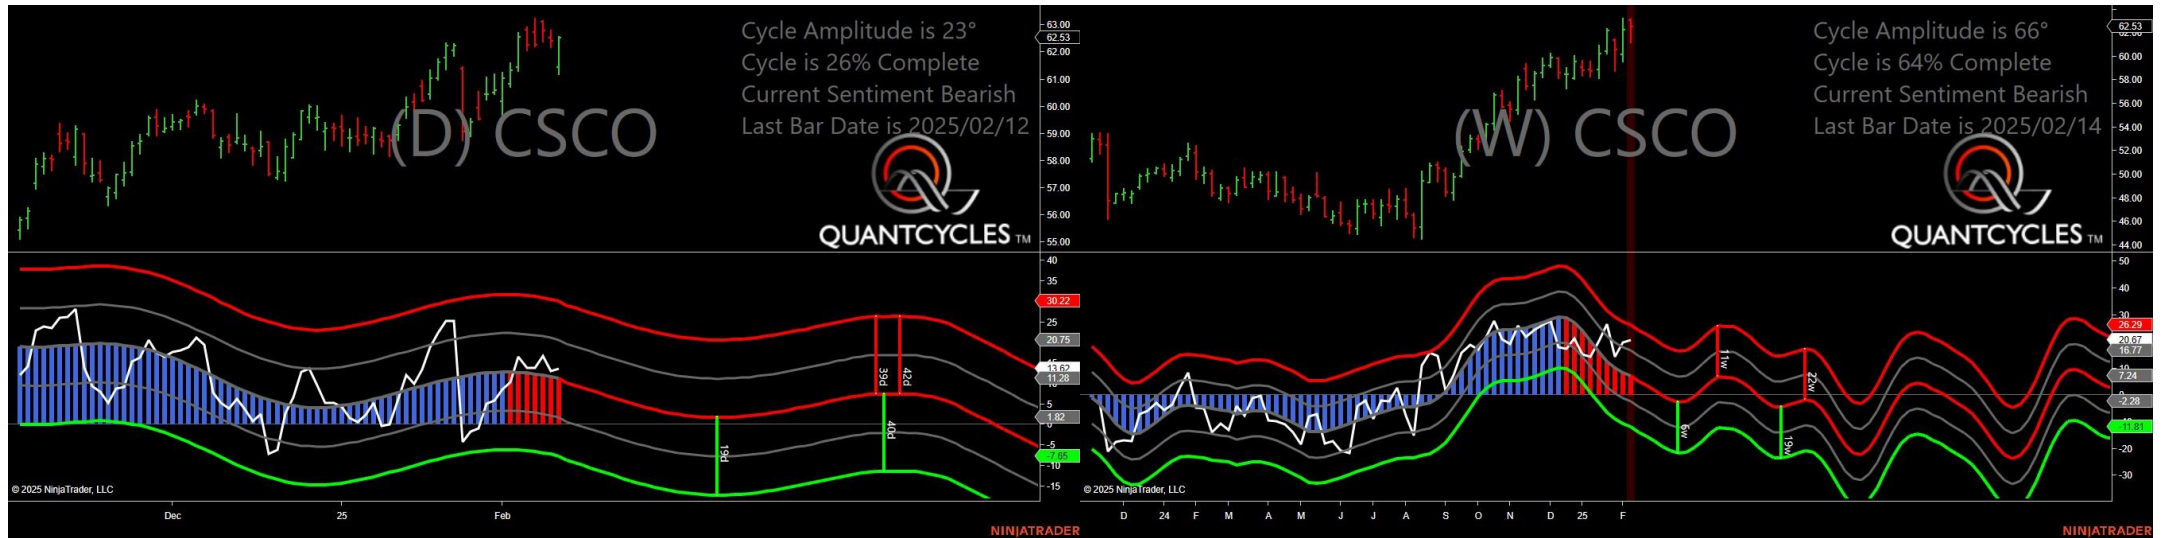 Cycle Amplitude is 23°
Cycle is 26% Complete
Current Sentiment Bearish
Last Bar Date is 2025/02/12
(D) CSCO
QUANTCYCLES TM
63.00
62.53
62.00
61.00
60.00
59.00
58.00
57.00
56.00
55.00
40
35
30.22
25
20.75
13.62
11.28
5
1.82
0
-5
-7.65
-10
-15
19d
39d
42d
40d
© 2025 NinjaTrader, LLC
Dec
25
Feb
NINJATRADER
Cycle Amplitude is 66°
Cycle is 64% Complete
Current Sentiment Bearish
Last Bar Date is 2025/02/14
(W) CSCO
QUANTCYCLES TM
62.53
60.00
58.00
56.00
54.00
52.00
50.00
48.00
46.00
44.00
50
40
30
26.29
20.67
16.77
7.24
-2.28
-11.81
-20
-30
11w
22w
6w
19w
© 2025 NinjaTrader, LLC
D
24
F
M
A
M
J
J
A
S
O
N
D
25
F
NINJATRADER